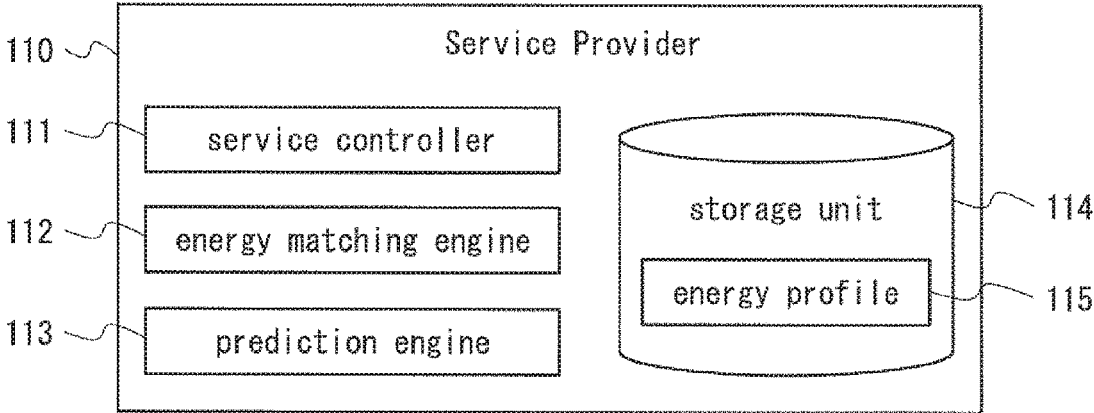 110
Service Provider
111
service controller
112
energy matching engine
113
prediction engine
storage unit
114
energy profile
115